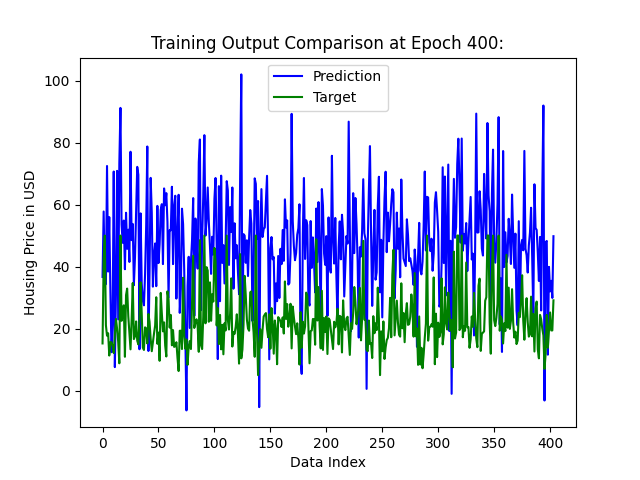 Training Output Comparison at Epoch 400:
Prediction
Target
Housing Price in USD
100
80
60
40
20
0
0 50 100 150 200 250 300 350 400
Data Index